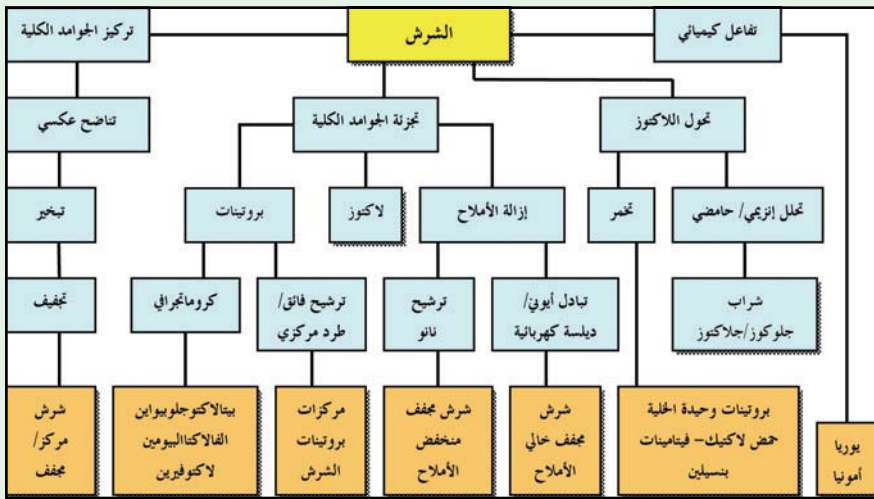 تفاعل كيميائي
الشرش
تركيز الجوامد الكلية
تحول اللاكتوز
تجزئة الجوامد الكلية
تناضح عكسي
تحلل إنزيمي/ حامضي
تخمر
إزالة الأملاح
لاكتوز
بروتينات
تبخير
شراب
جلوكوز/جلاكتوز
تبادل أيوني/
ديلسة كهربائية
ترشيح
نانو
ترشيح فائق/
طرد مركزي
كروماتجرافي
تجفيف
يوريا
أمونيا
بروتينات وحيدة الخلية
حمض لاكتيك– فيتامينات
بنسيلين
شرش
مجفف خالي
الأملاح
شرش مجفف
منخفض
الأملاح
مركزات
بروتينات
الشرش
بيتالاكتوجلوبيواين
الفالاكتاالبيومين
لاكتوفيرين
شرش
مركز/
مجفف